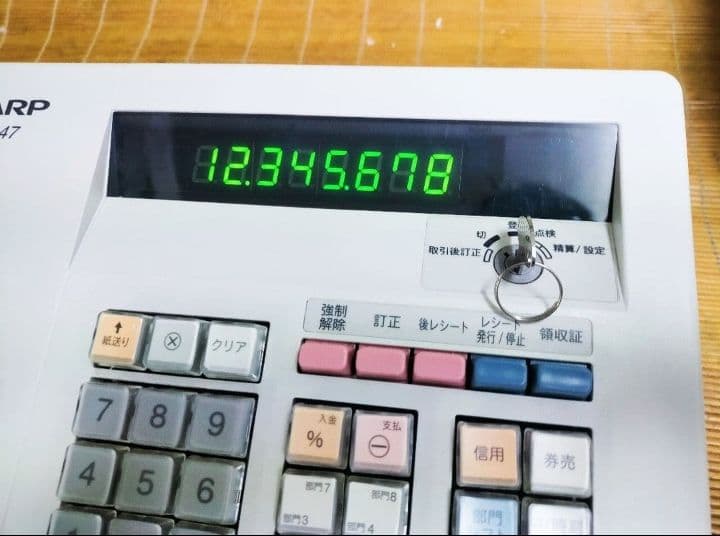 ARP
47
12.345.678
切
登
点検
取引後訂正
精算/設定
強制
解除
訂正
後レシート
レシート
発行/停止
領収証
↑
紙送り
⊗
クリア
7
8
9
入金
%
支払
⊖
信用
券売
4
5
6
部門7
部門3
部門8
部門4
部門